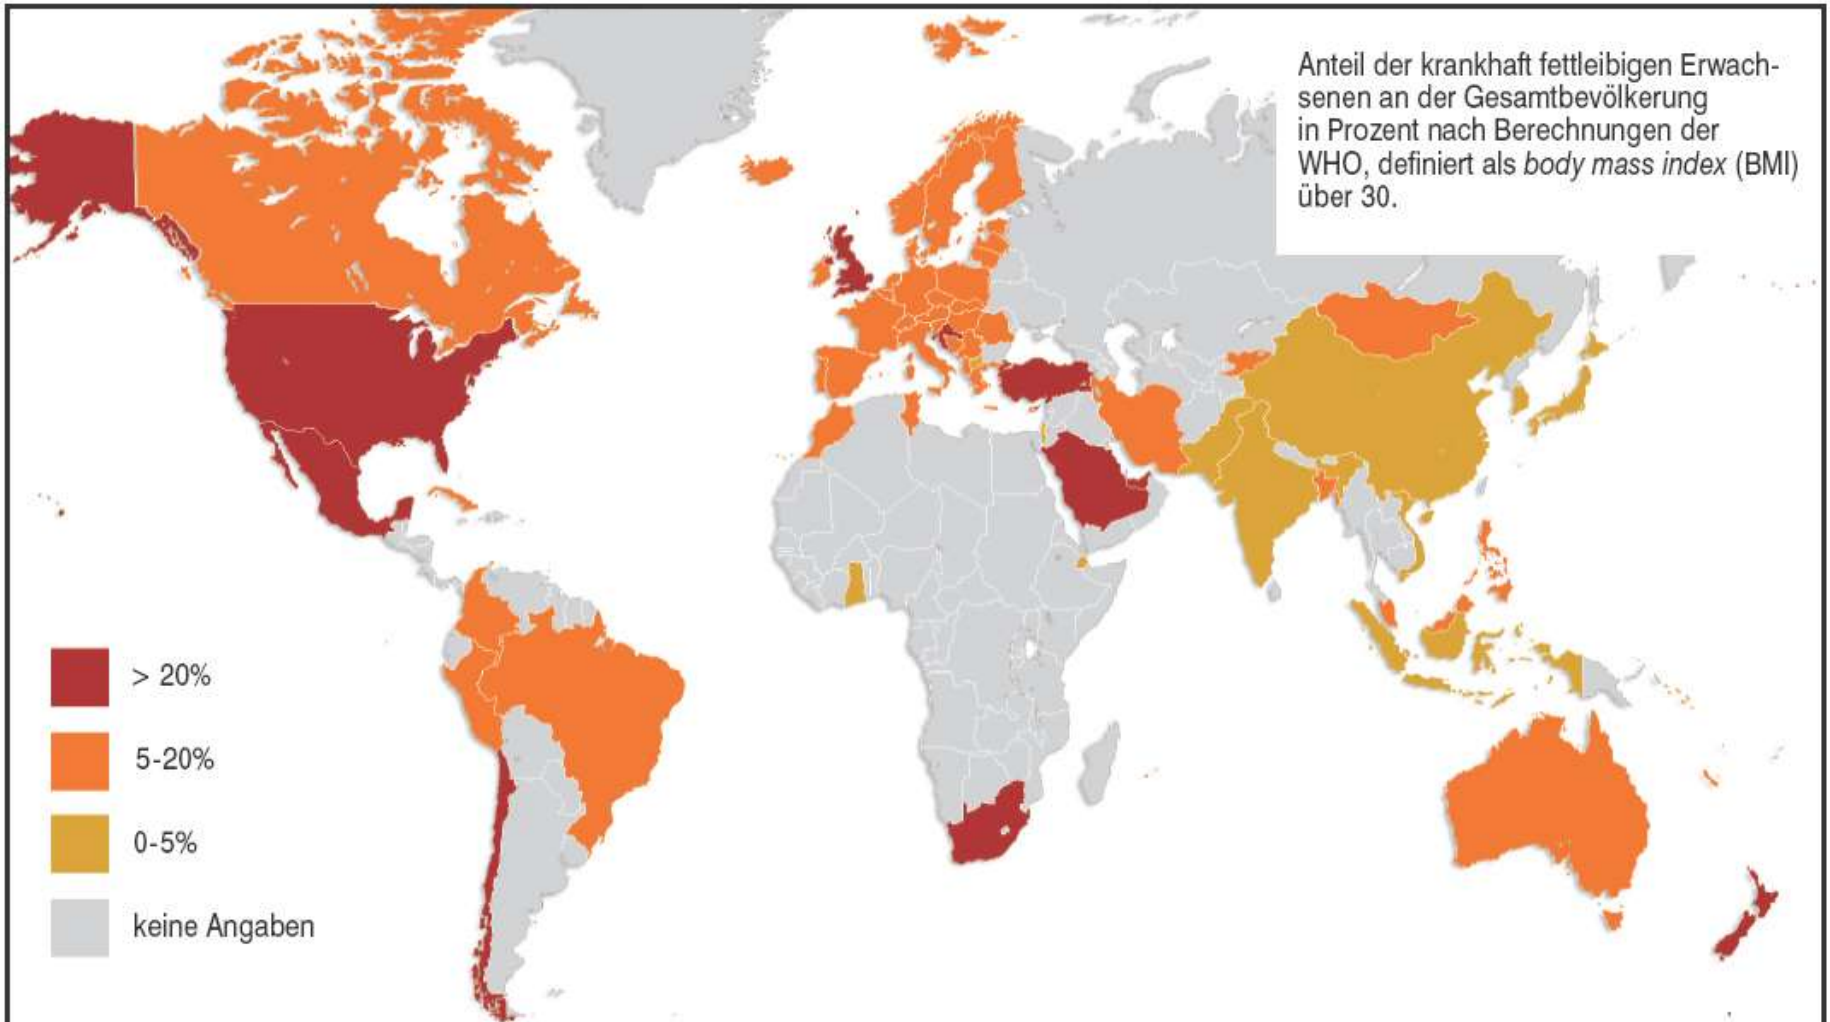 Anteil der krankhaft fettleibigen Erwach-
senen an der Gesamtbevölkerung
in Prozent nach Berechnungen der
WHO, definiert als body mass index (BMI)
über 30.
> 20%
5-20%
0-5%
keine Angaben